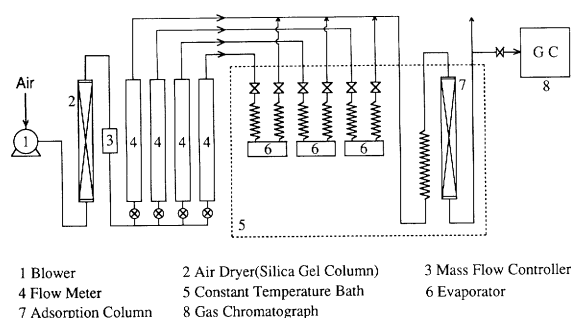 Air
G C
1
2
3
4
4
4
4
5
6
6
6
7
8
1 Blower
2 Air Dryer(Silica Gel Column)
3 Mass Flow Controller
4 Flow Meter
5 Constant Temperature Bath
6 Evaporator
7 Adsorption Column
8 Gas Chromatograph